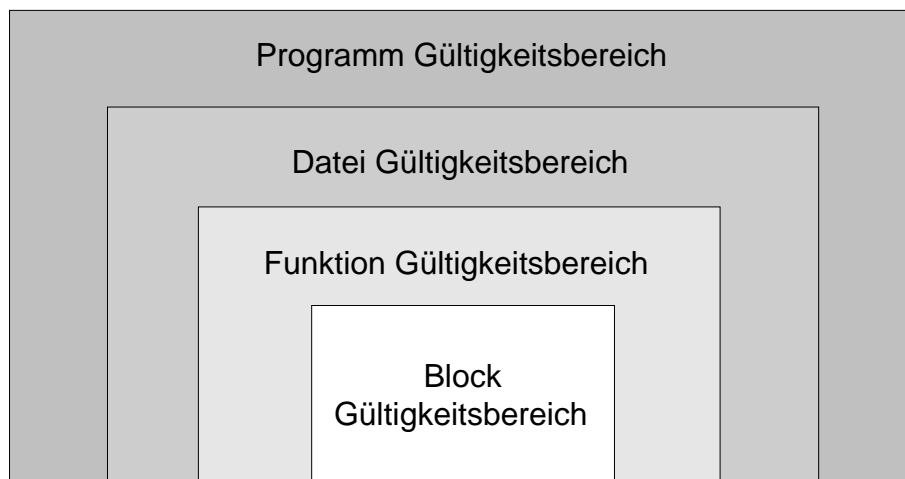 Programm Gültigkeitsbereich
Datei Gültigkeitsbereich
Funktion Gültigkeitsbereich
Block
Gültigkeitsbereich